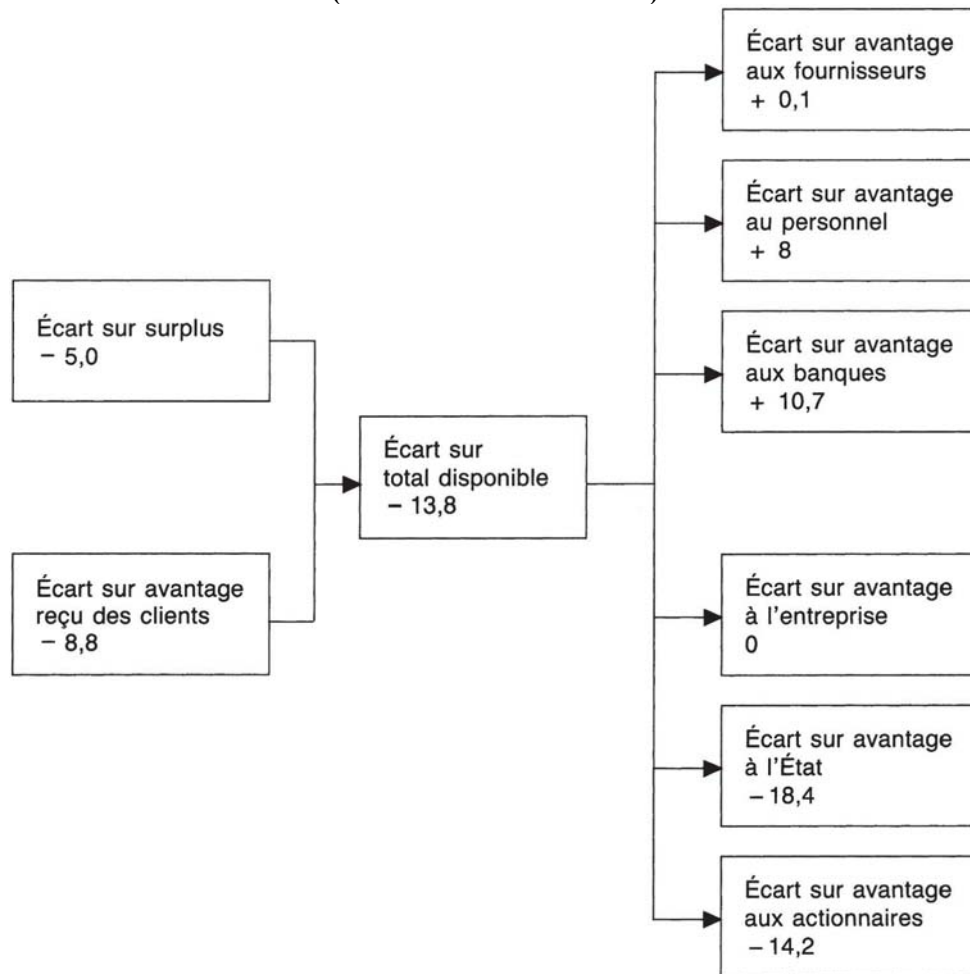 Écart sur avantage
aux fournisseurs
+ 0,1
Écart sur avantage
au personnel
+ 8
Écart sur surplus
− 5,0
Écart sur avantage
aux banques
+ 10,7
Écart sur
total disponible
− 13,8
Écart sur avantage
reçu des clients
− 8,8
Écart sur avantage
à l'entreprise
0
Écart sur avantage
à l'État
− 18,4
Écart sur avantage
aux actionnaires
− 14,2